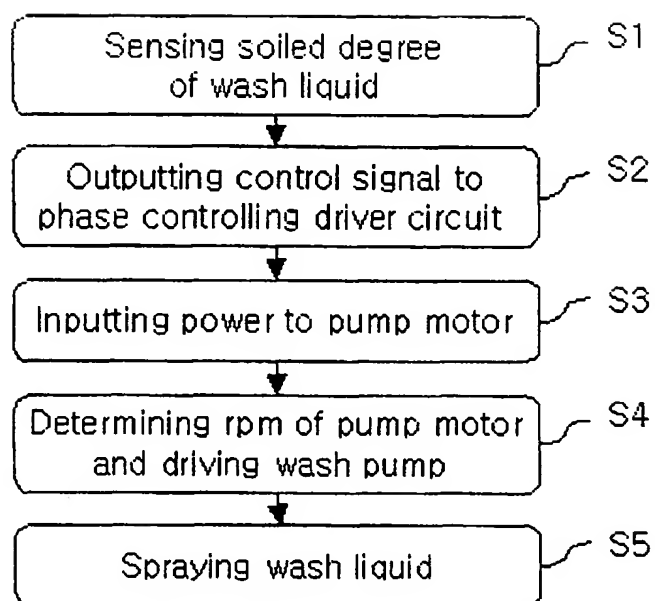 Sensing soiled degree
of wash liquid
S1
Outputting control signal to
phase controlling driver circuit
S2
Inputting power to pump motor
S3
Determining rpm of pump motor
and driving wash pump
S4
Spraying wash liquid
S5